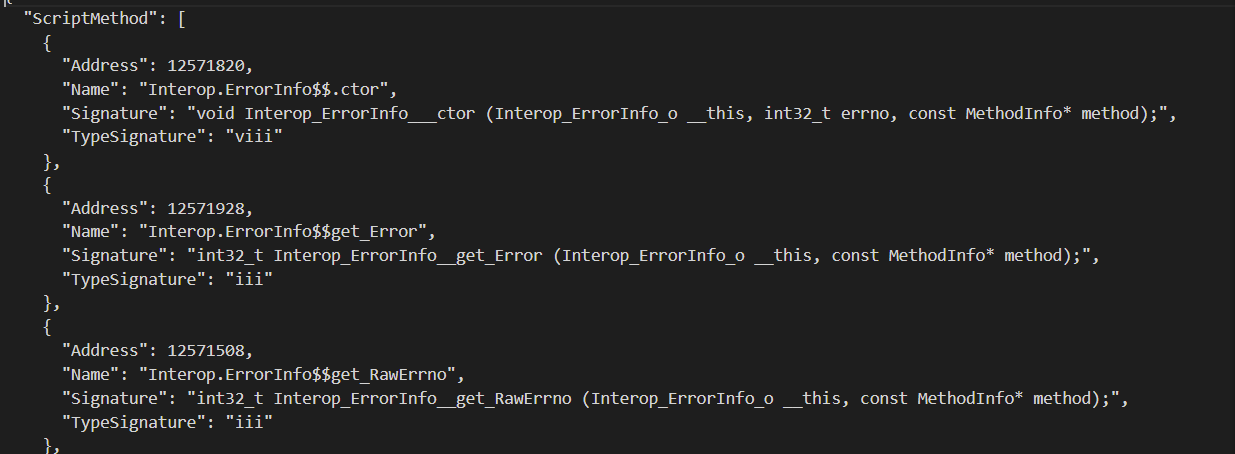 "ScriptMethod": [
{
"Address": 12571820,
"Name": "Interop.ErrorInfo$$.ctor",
"Signature": "void Interop_ErrorInfo___ctor (Interop_ErrorInfo_o __this, int32_t errno, const MethodInfo* method);",
"TypeSignature": "viii"
},
{
"Address": 12571928,
"Name": "Interop.ErrorInfo$$get_Error",
"Signature": "int32_t Interop_ErrorInfo__get_Error (Interop_ErrorInfo_o __this, const MethodInfo* method);",
"TypeSignature": "iii"
},
{
"Address": 12571508,
"Name": "Interop.ErrorInfo$$get_RawErrno",
"Signature": "int32_t Interop_ErrorInfo__get_RawErrno (Interop_ErrorInfo_o __this, const MethodInfo* method);",
"TypeSignature": "iii"
},